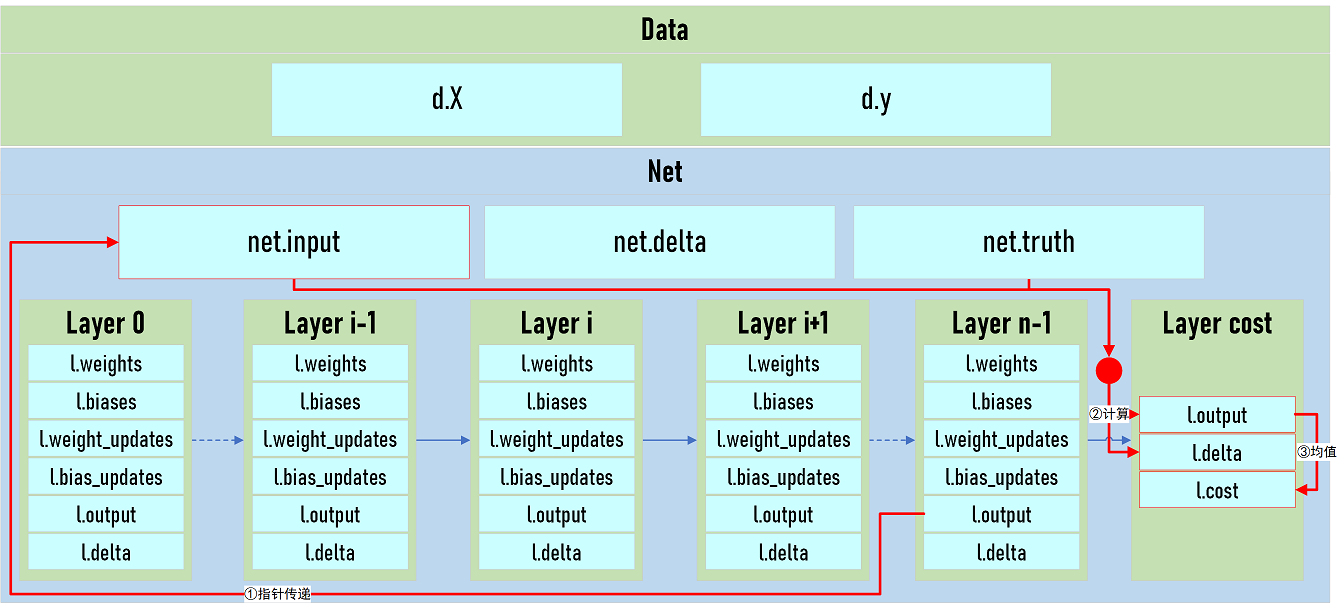 Data
d.X
d.y
Net
net.input
net.delta
net.truth
Layer 0
l.weights
l.biases
l.weight_updates
l.bias_updates
l.output
l.delta
Layer i-1
l.weights
l.biases
l.weight_updates
l.bias_updates
l.output
l.delta
Layer i
l.weights
l.biases
l.weight_updates
l.bias_updates
l.output
l.delta
Layer i+1
l.weights
l.biases
l.weight_updates
l.bias_updates
l.output
l.delta
Layer n-1
l.weights
l.biases
l.weight_updates
l.bias_updates
l.output
l.delta
Layer cost
②计算
l.output
l.delta
l.cost
③均值
①指针传递